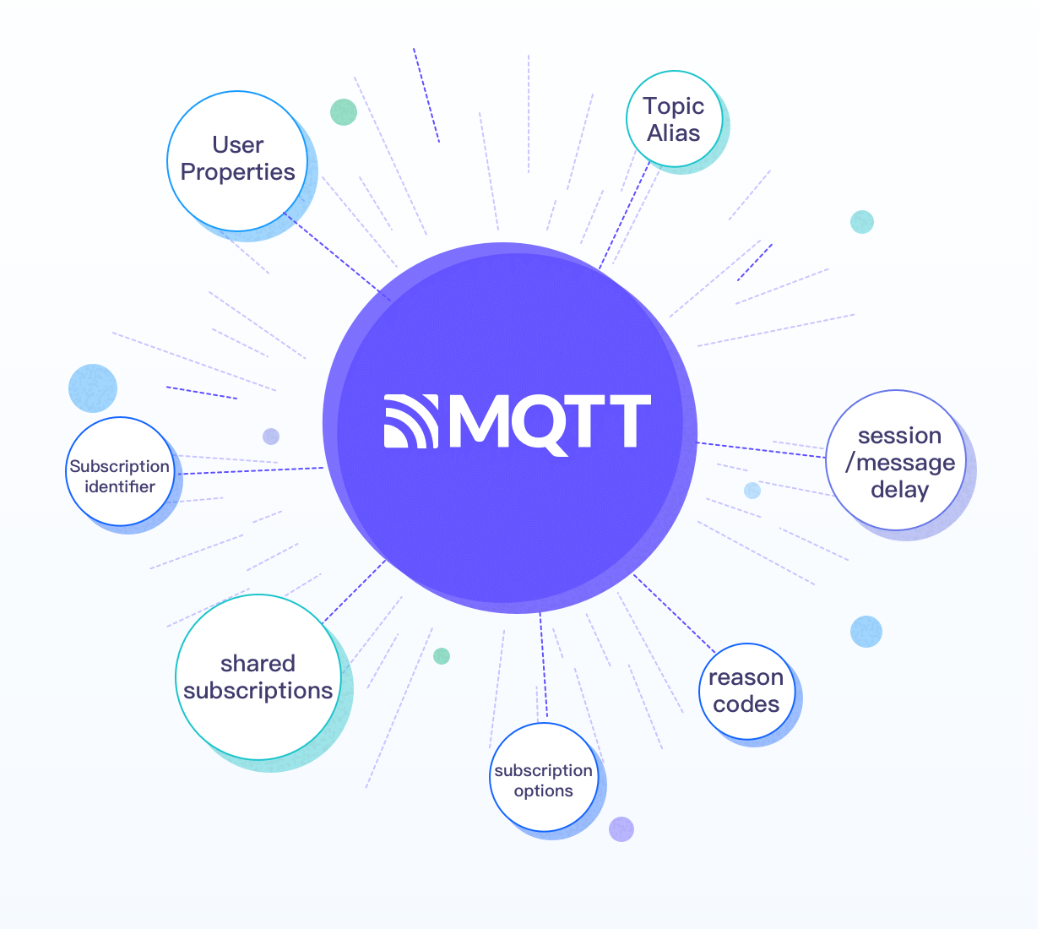 Topic
Alias
User
Properties
MQTT
session
/message
delay
Subscription
identifier
shared
subscriptions
reason
codes
subscription
options